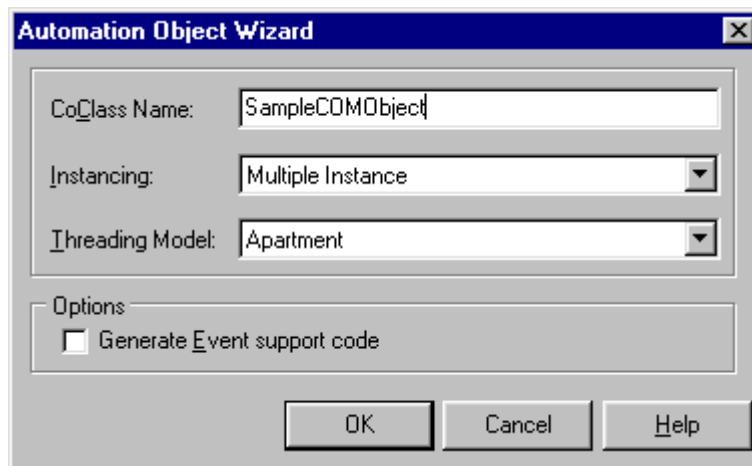 Automation Object Wizard
CoClass Name: SampleCOMObject
Instancing: Multiple Instance
Threading Model: Apartment
Options
Generate Event support code
OK Cancel Help